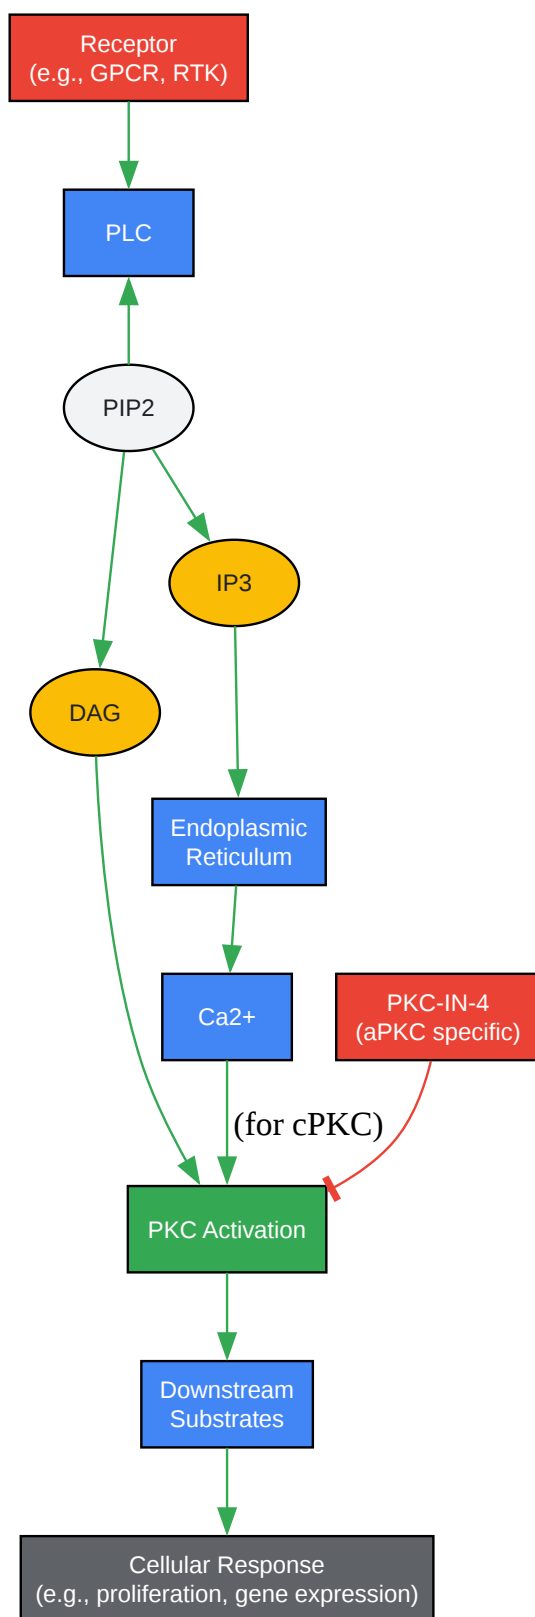 Receptor
(e.g., GPCR, RTK)
PLC
PIP2
IP3
DAG
Endoplasmic
Reticulum
Ca2+
PKC-IN-4
(aPKC specific)
(for cPKC)
PKC Activation
Downstream
Substrates
Cellular Response
(e.g., proliferation, gene expression)